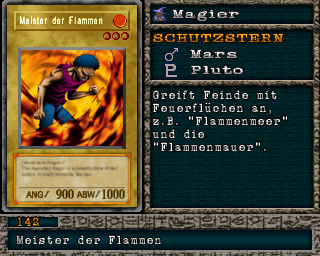 Meister der Flammen
ANG/ 900 ABW/1000
Magier
SCHUTZSTERN
Mars
Pluto
Greift Feinde mit
Feuerflüchen an,
z.B. "Flammenmeer"
und die
"Flammenmauer".
142
Meister der Flammen